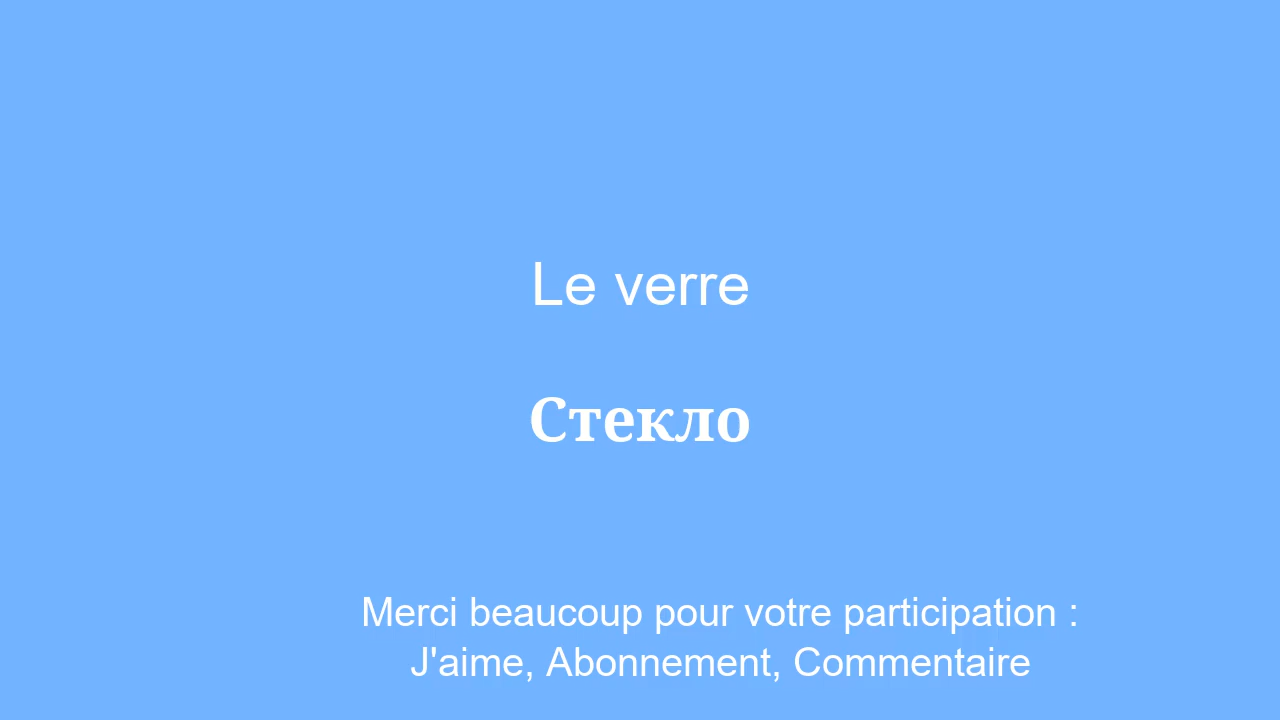 Le verre
Стекло
Merci beaucoup pour votre participation :
J'aime, Abonnement, Commentaire